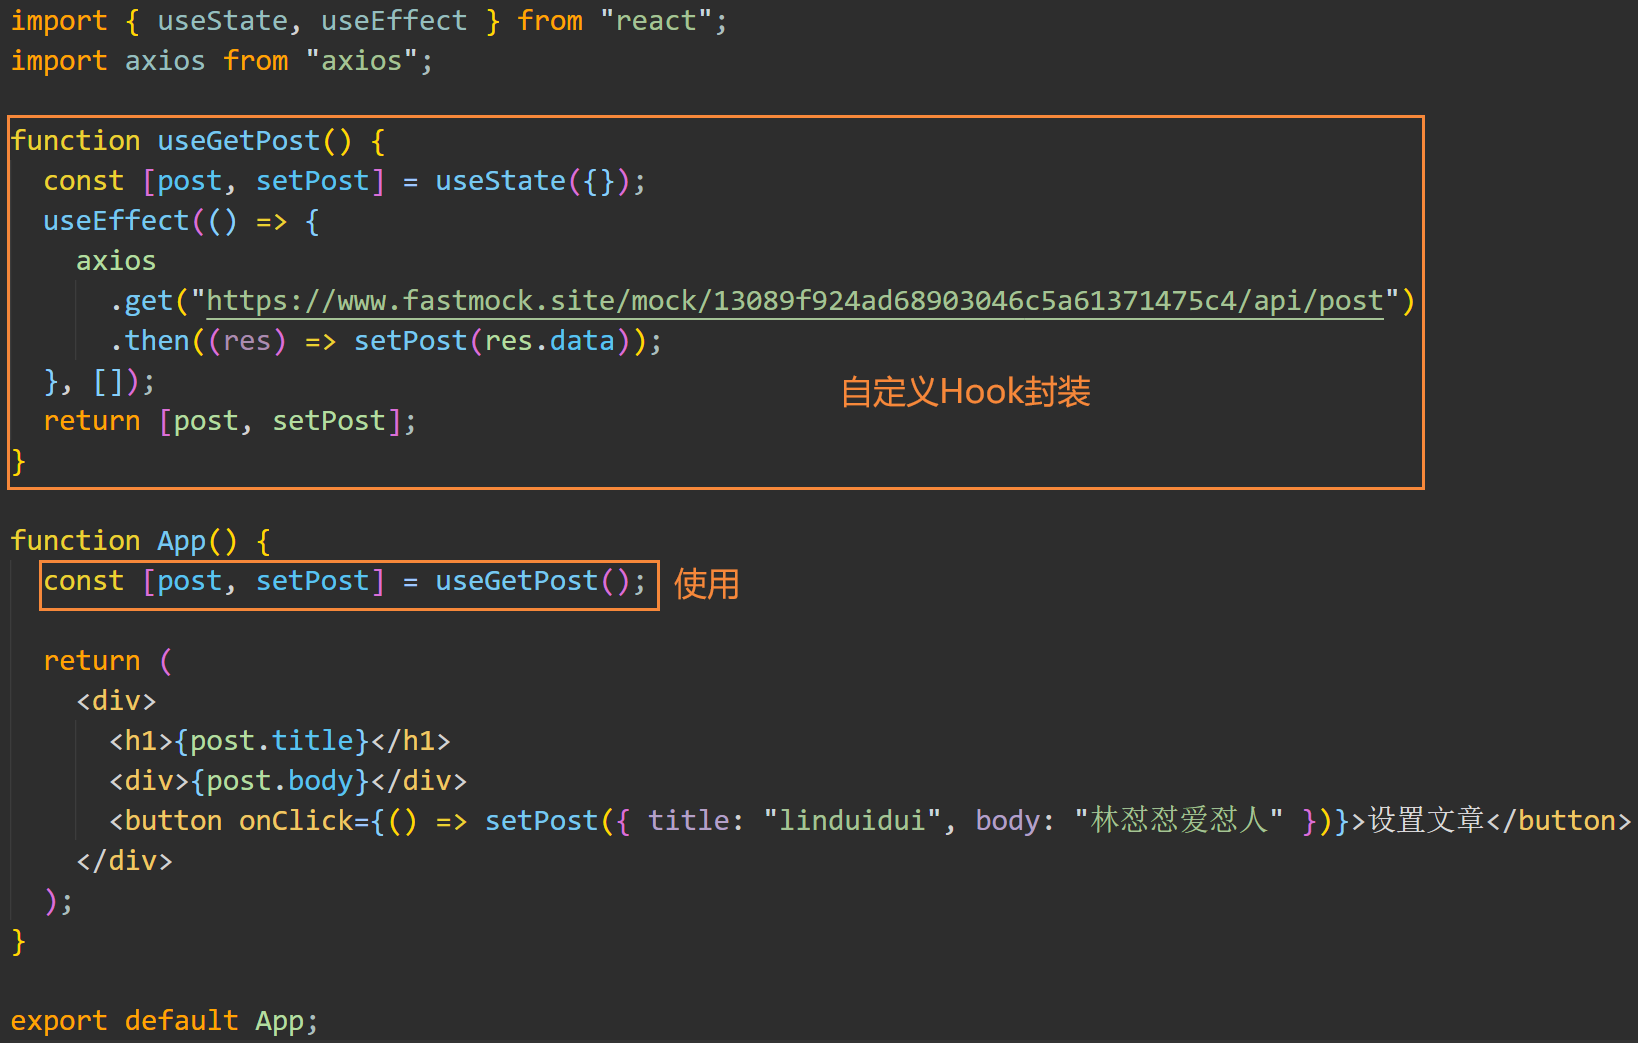 import { useState, useEffect } from "react";
import axios from "axios";
function useGetPost() {
const [post, setPost] = useState({});
useEffect(() => {
axios
.get("https://www.fastmock.site/mock/13089f924ad68903046c5a61371475c4/api/post")
.then((res) => setPost(res.data));
}, []);
自定义Hook封装
return [post, setPost];
}
function App() {
const [post, setPost] = useGetPost(); 使用
return (
<div>
<h1>{post.title}</h1>
<div>{post.body}</div>
<button onClick={() => setPost({ title: "linduidui", body: "林怼怼爱怼人" })}>设置文章</button>
</div>
);
}
export default App;